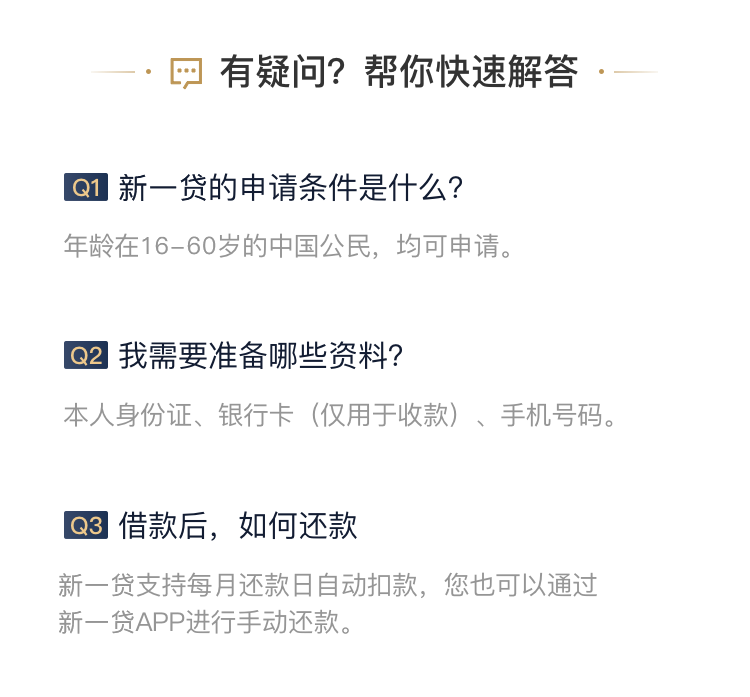 有疑问？帮你快速解答
Q1 新一贷的申请条件是什么？
年龄在16-60岁的中国公民，均可申请。
Q2 我需要准备哪些资料？
本人身份证、银行卡（仅用于收款）、手机号码。
Q3 借款后，如何还款
新一贷支持每月还款日自动扣款，您也可以通过
新一贷APP进行手动还款。